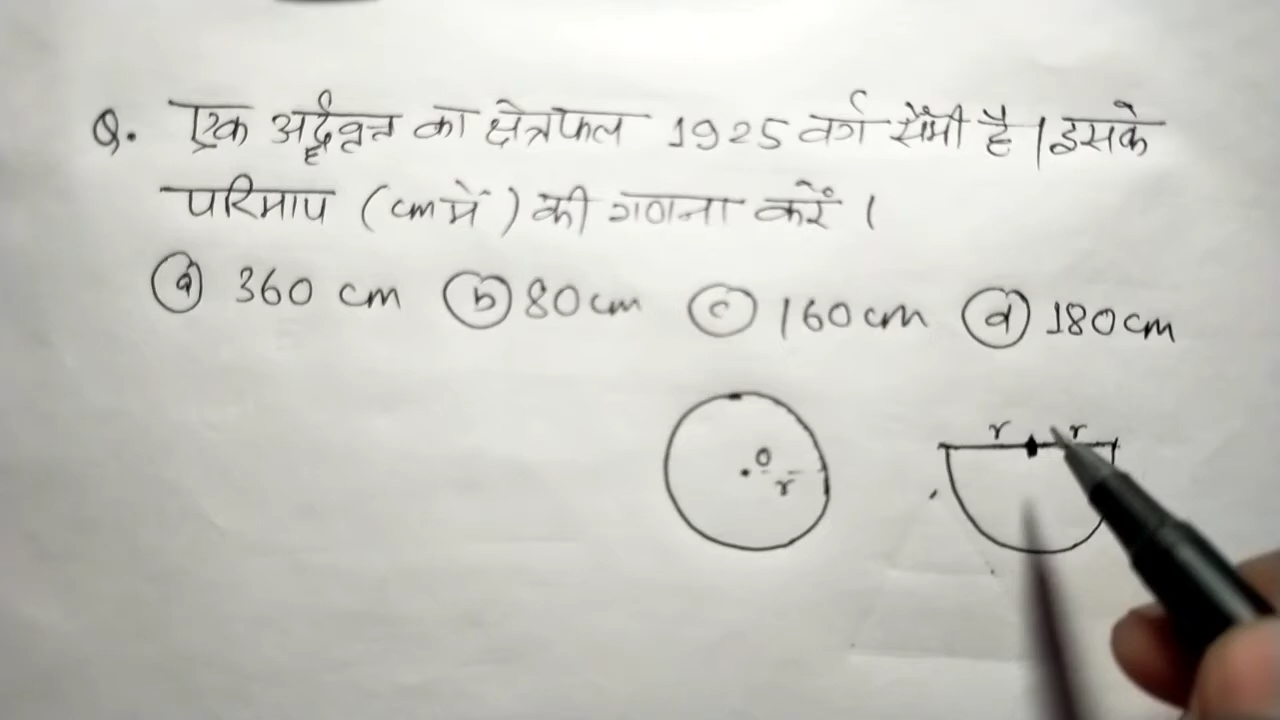 Q. एक अर्द्धवृत्त का क्षेत्रफल 1925 वर्ग सेमी है। इसके
परिमाप (cm में) की गणना करें।
(a) 360 cm (b) 80 cm (c) 160 cm (d) 180 cm
r r
O
r